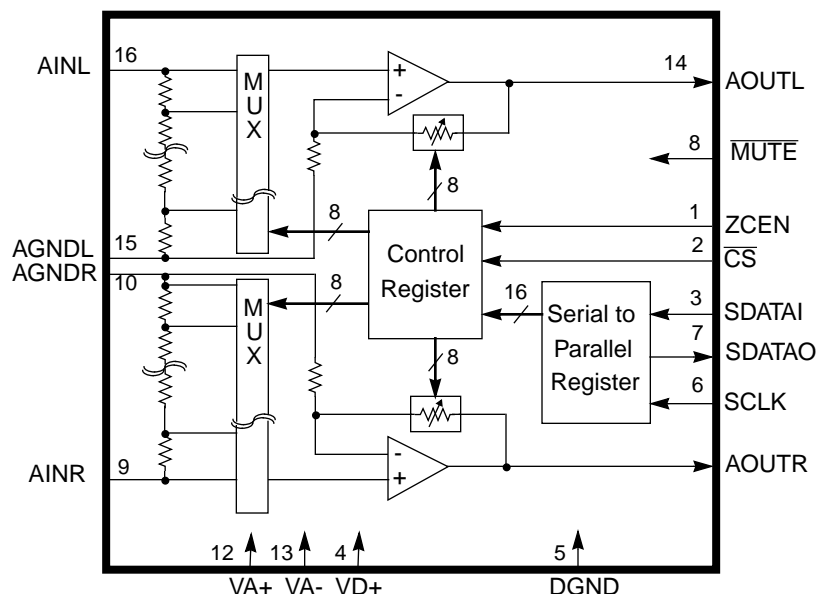 AINL
16
MUX
+
-
14
AOUTL
8
MUTE
8
8
1
ZCEN
Control
Register
2
CS
AGNDL
15
AGNDR
10
8
MUX
16
Serial to
Parallel
Register
3
SDATAI
7
SDATAO
6
SCLK
8
-
+
AINR
9
AOUTR
12
13
4
5
VA+
VA-
VD+
DGND